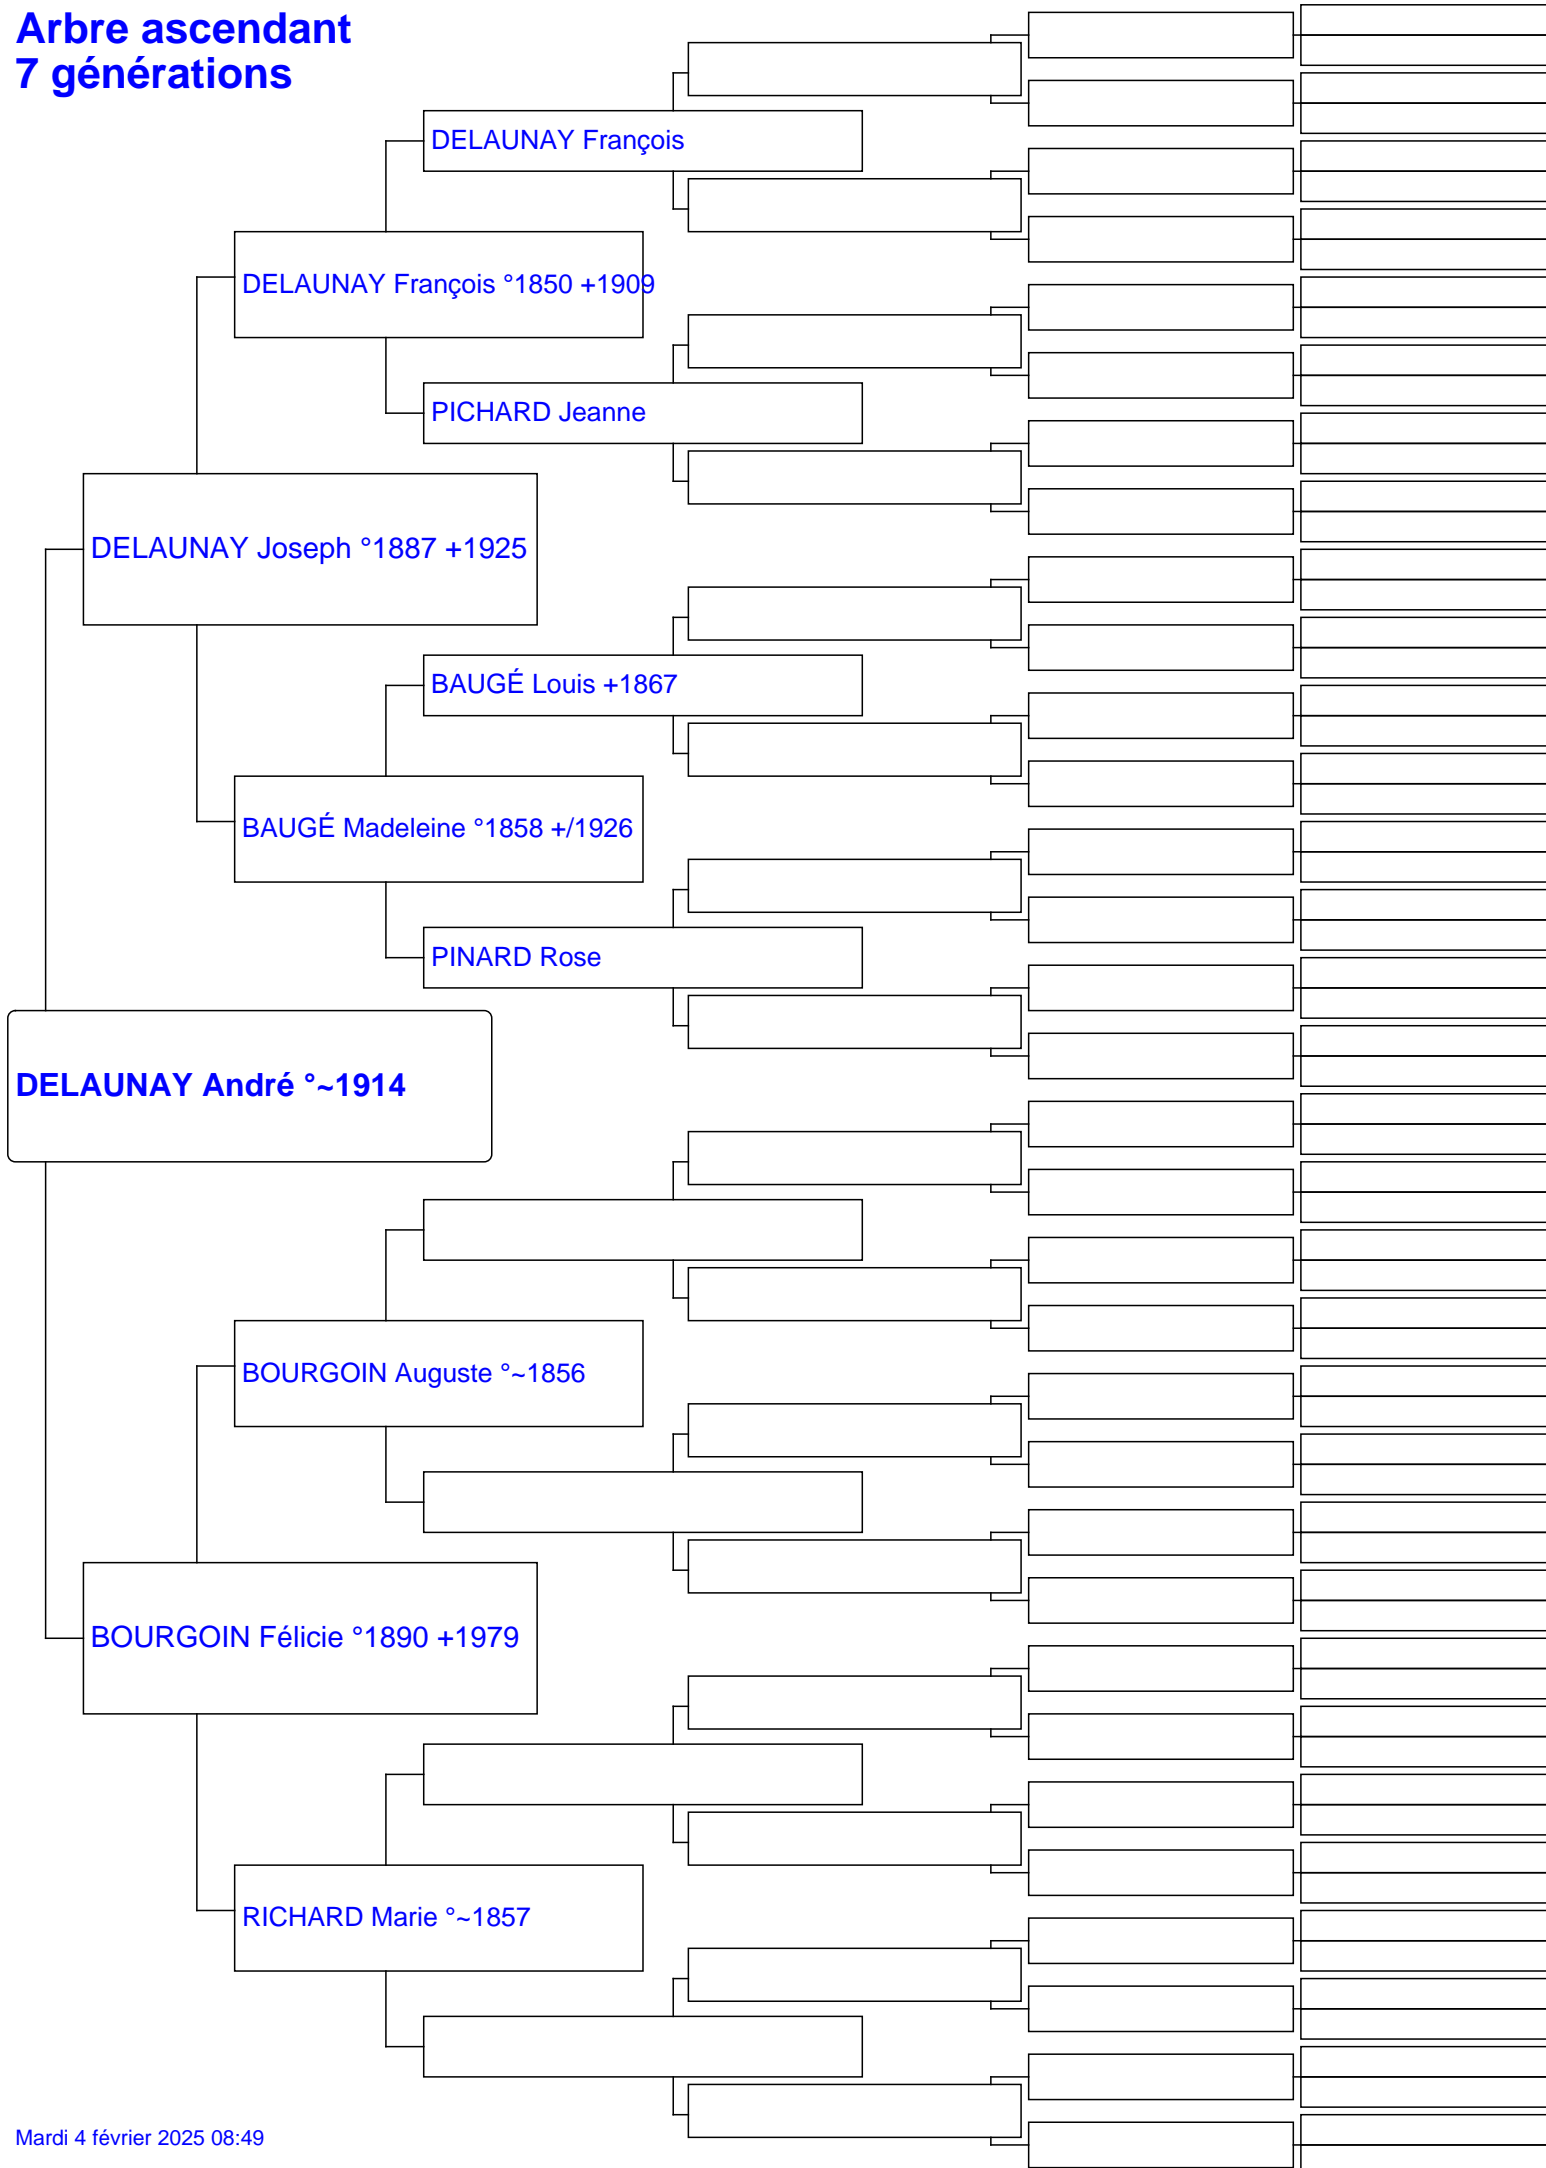 Arbre ascendant
7 générations
DELAUNAY François
DELAUNAY François °1850 +1909
PICHARD Jeanne
DELAUNAY Joseph °1887 +1925
BAUGÉ Louis +1867
BAUGÉ Madeleine °1858 +/1926
PINARD Rose
DELAUNAY André °~1914
BOURGOIN Auguste °~1856
BOURGOIN Félicie °1890 +1979
RICHARD Marie °~1857
Mardi 4 février 2025 08:49